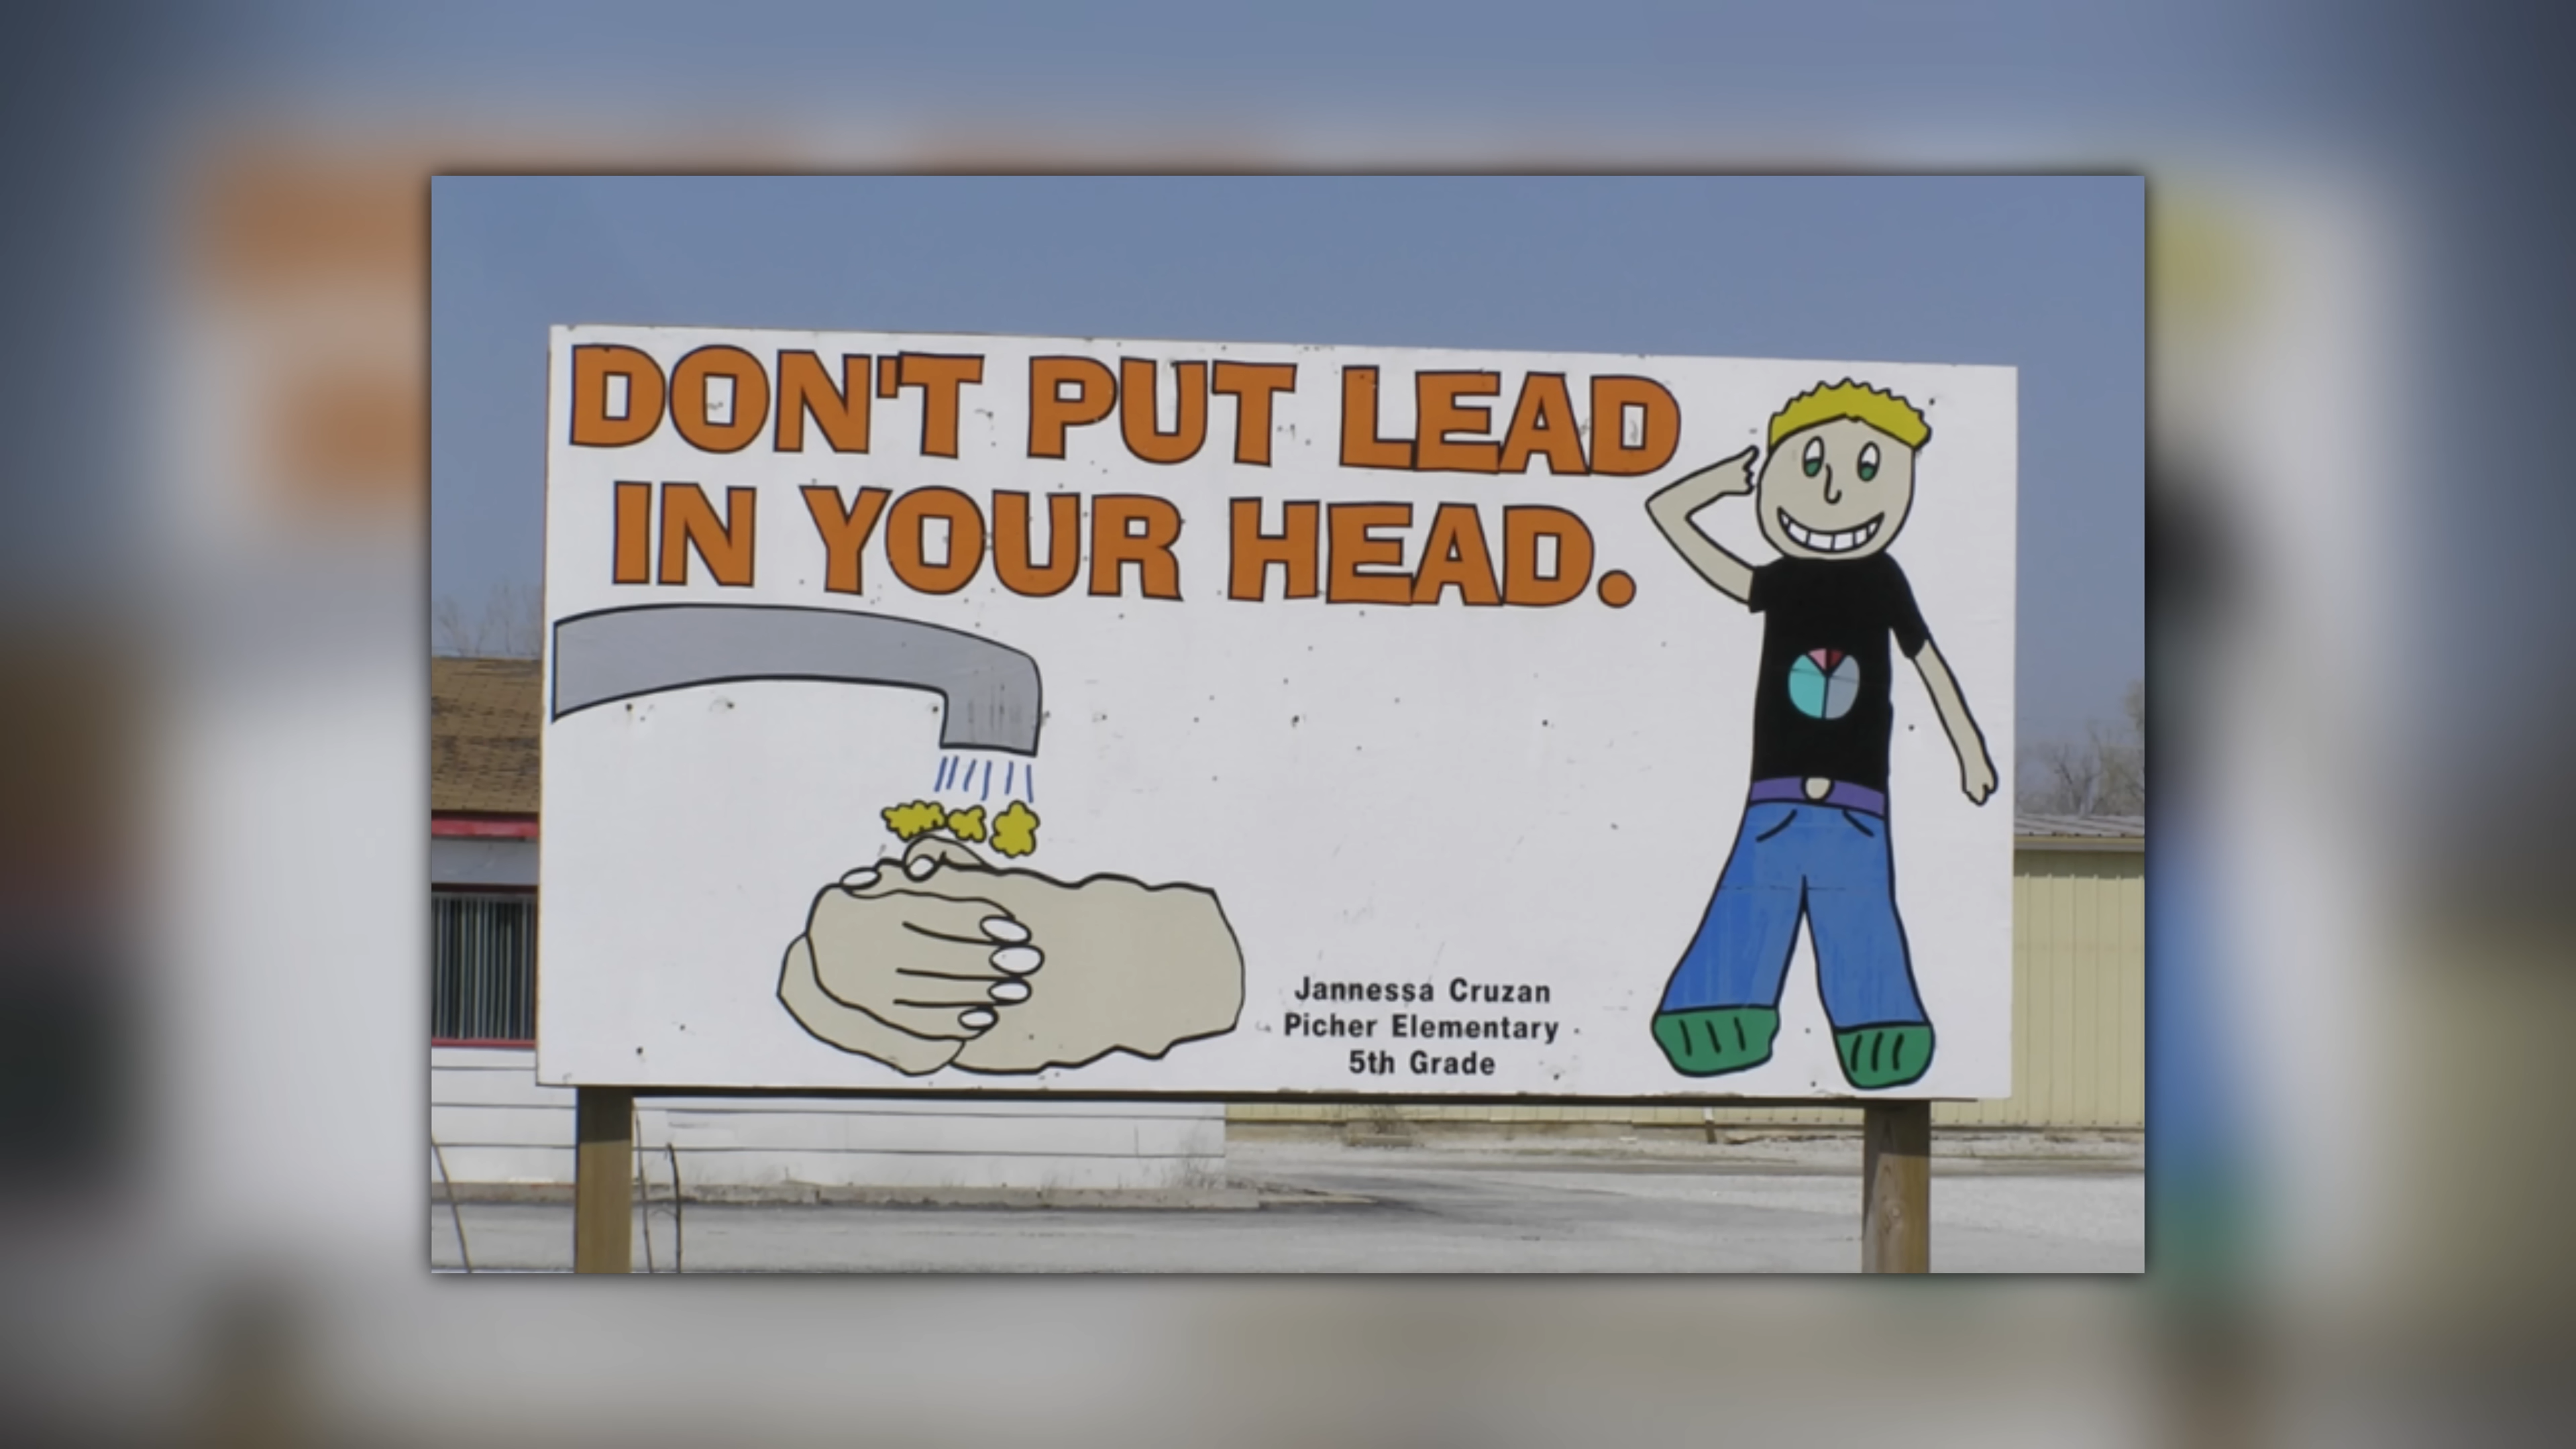 DON'T PUT LEAD
IN YOUR HEAD.
Jannessa Cruzan
Picher Elementary
5th Grade